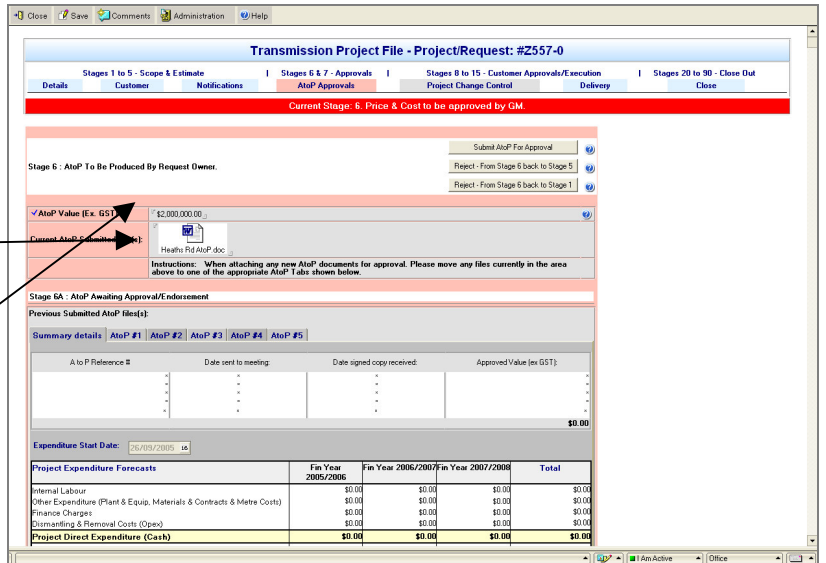 Close Save Comments Administration Help
Transmission Project File - Project/Request: #Z557-0
Stages 1 to 5 - Scope & Estimate | Stages 6 & 7 - Approvals | Stages 8 to 15 - Customer Approvals/Execution | Stages 20 to 90 - Close Out
Details Customer Notifications AtoP Approvals Project Change Control Delivery Close
Current Stage: 6. Price & Cost to be approved by GM.
Submit AtoP For Approval
Stage 6 : AtoP To Be Produced By Request Owner.
Reject - From Stage 6 back to Stage 5
Reject - From Stage 6 back to Stage 1
AtoP Value (Ex. GST): $2,000,000.00
Current AtoP Submitted file(s):
Heaths Rd AtoP.doc
Instructions: When attaching any new AtoP documents for approval. Please move any files currently in the area
above to one of the appropriate AtoP Tabs shown below.
Stage 6A : AtoP Awaiting Approval/Endorsement
Previous Submitted AtoP files(s):
Summary details AtoP #1 AtoP #2 AtoP #3 AtoP #4 AtoP #5
A to P Reference # Date sent to meeting: Date signed copy received: Approved Value (ex GST):
$0.00
Expenditure Start Date: 26/09/2005 16
Project Expenditure Forecasts Fin Year 2005/2006 Fin Year 2006/2007 Fin Year 2007/2008 Total
Internal Labour $0.00 $0.00 $0.00 $0.00
Other Expenditure (Plant & Equip, Materials & Contracts & Metre Costs) $0.00 $0.00 $0.00 $0.00
Finance Charges $0.00 $0.00 $0.00 $0.00
Dismantling & Removal Costs (Opex) $0.00 $0.00 $0.00 $0.00
Project Direct Expenditure (Cash) $0.00 $0.00 $0.00 $0.00
I Am Active Office